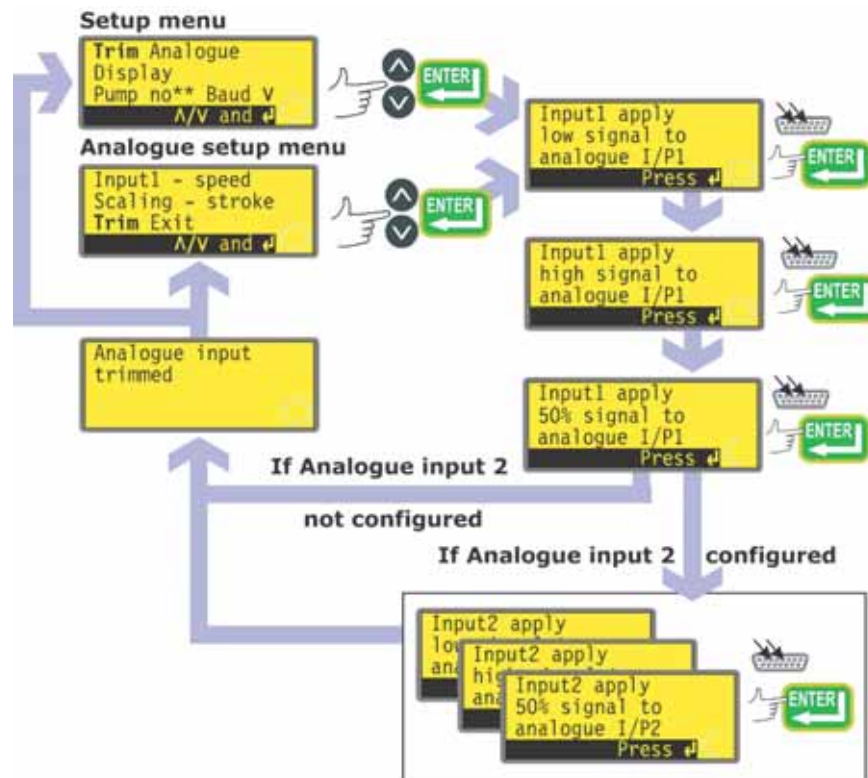 Setup menu
Trim Analogue
Display
Pump no** Baud V
Λ/V and ↲
ENTER
Analogue setup menu
Input1 - speed
Scaling - stroke
Trim Exit
Λ/V and ↲
ENTER
Input1 apply
low signal to
analogue I/P1
Press ↲
ENTER
Input1 apply
high signal to
analogue I/P1
Press ↲
ENTER
Analogue input
trimmed
Input1 apply
50% signal to
analogue I/P1
Press ↲
ENTER
If Analogue input 2
not configured
If Analogue input 2 configured
Input2 apply
Input2 apply
Input2 apply
50% signal to
analogue I/P2
Press ↲
ENTER